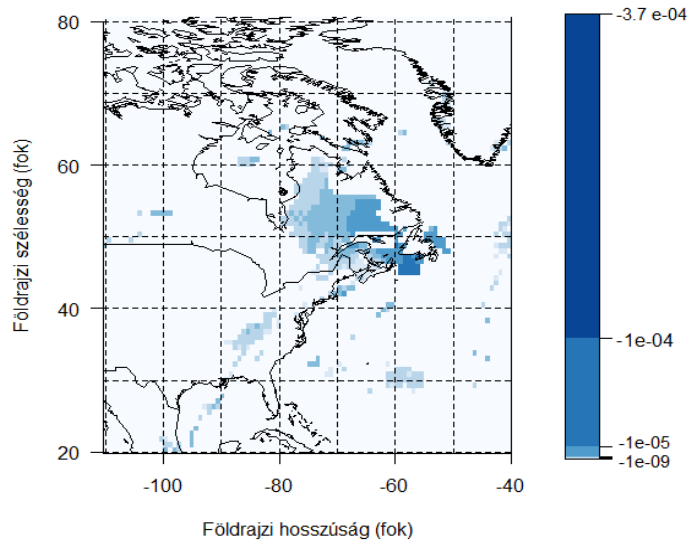 80
60
40
20
-100
-80
-60
-40
Földrajzi szélesség (fok)
Földrajzi hosszúság (fok)
-3.7 e-04
-1e-04
-1e-05
-1e-09